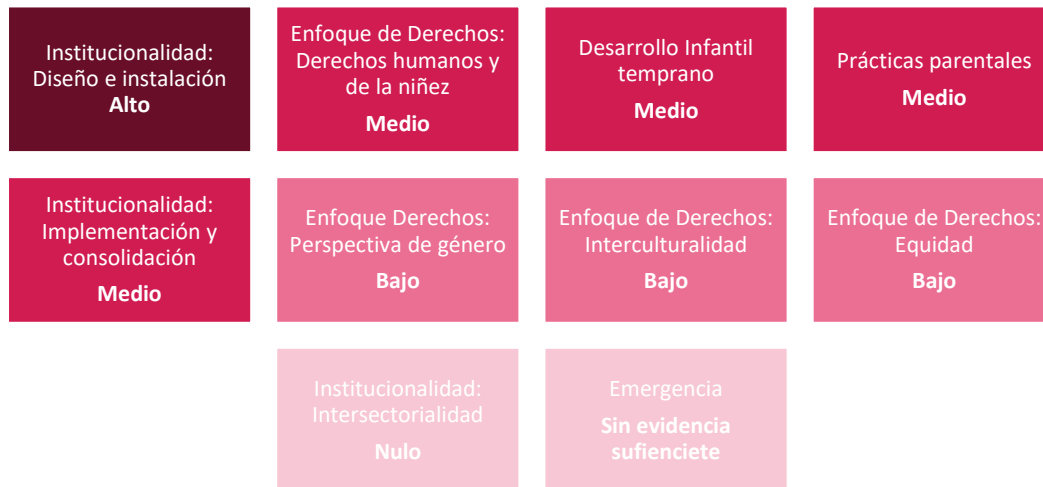 Institucionalidad:
Diseño e instalación
Alto
Enfoque de Derechos:
Derechos humanos y
de la niñez
Medio
Desarrollo Infantil
temprano
Medio
Prácticas parentales
Medio
Institucionalidad:
Implementación y
consolidación
Medio
Enfoque Derechos:
Perspectiva de género
Bajo
Enfoque de Derechos:
Interculturalidad
Bajo
Enfoque de Derechos:
Equidad
Bajo
Institucionalidad:
Intersectorialidad
Nulo
Emergencia
Sin evidencia
sufienciete